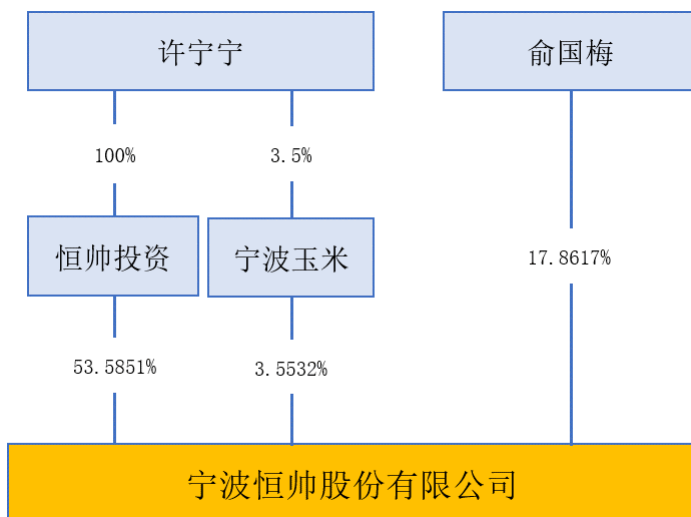 许宁宁
俞国梅
100%
3.5%
恒帅投资
宁波玉米
17.8617%
53.5851%
3.5532%
宁波恒帅股份有限公司